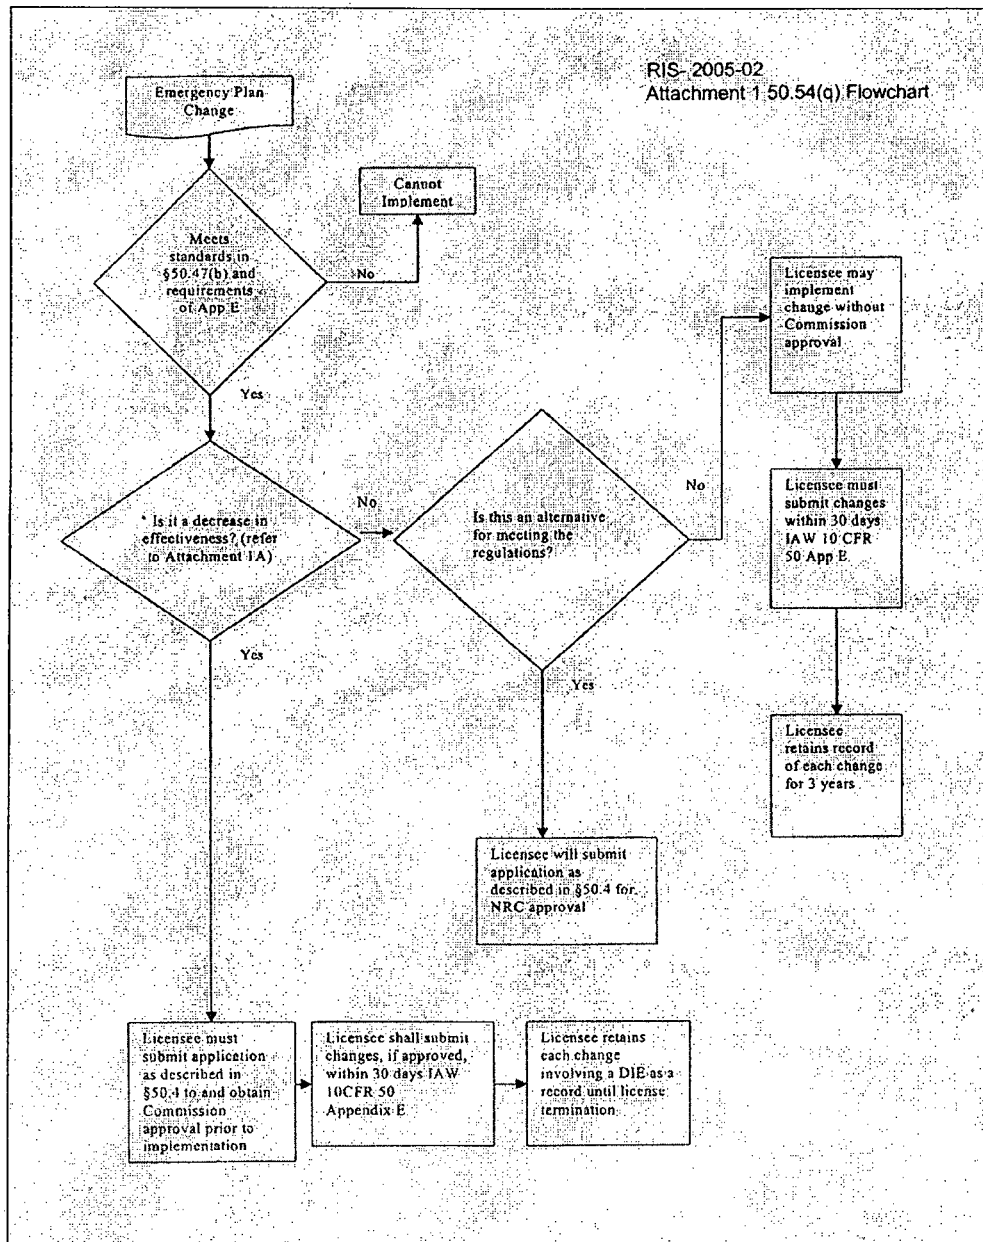 RIS- 2005-02
Attachment 1 50.54(q) Flowchart
Emergency Plan
Change
Cannot
Implement
Meets
standards in
§50.47(b) and
requirements
of App E
No
Yes
Licensee may
implement
change without
Commission
approval
* Is it a decrease in
effectiveness? (refer
to Attachment 1A)
No
Is this an alternative
for meeting the
regulations?
No
Licensee must
submit changes
within 30 days
IAW 10 CFR
50 App E
Yes
Yes
Licensee
retains record
of each change
for 3 years
Licensee will submit
application as
described in §50.4 for
NRC approval
Licensee must
submit application
as described in
§50.4 to and obtain
Commission
approval prior to
implementation
Licensee shall submit
changes, if approved,
within 30 days IAW
10CFR 50
Appendix E
Licensee retains
each change
involving a DIE as a
record until license
termination